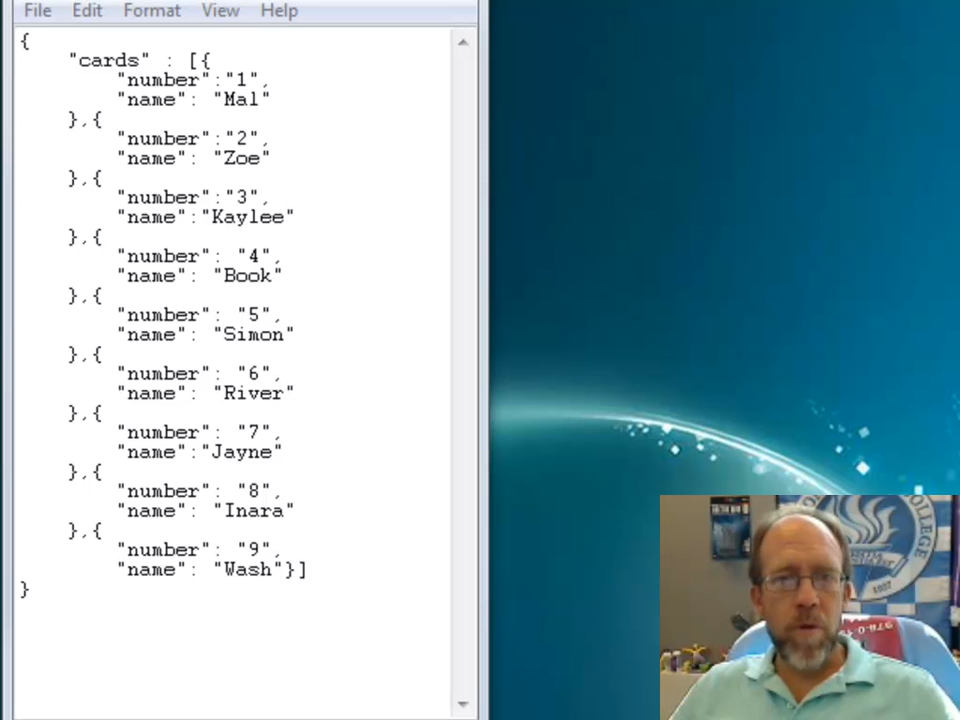 File Edit Format View Help
{
"cards" : [{
"number":"1",
"name": "Mal"
},{
"number":"2",
"name": "Zoe"
},{
"number":"3",
"name":"Kaylee"
},{
"number": "4",
"name": "Book"
},{
"number": "5",
"name": "Simon"
},{
"number": "6",
"name": "River"
},{
"number": "7",
"name":"Jayne"
},{
"number": "8",
"name": "Inara"
},{
"number": "9",
"name": "Wash"}]
}
COLLEGE